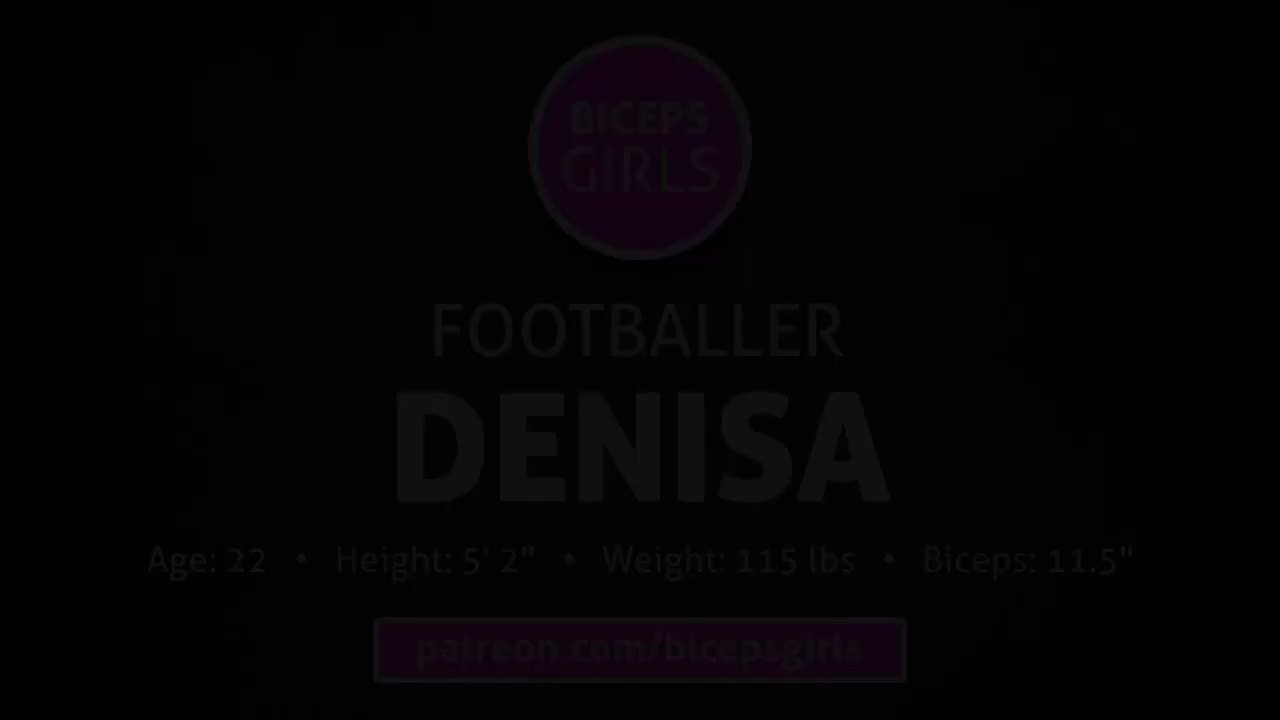 BICEPS
GIRLS
FOOTBALLER
DENISA
Age: 22 • Height: 5' 2" • Weight: 115 lbs • Biceps: 11.5"
patreon.com/bicepsgirls